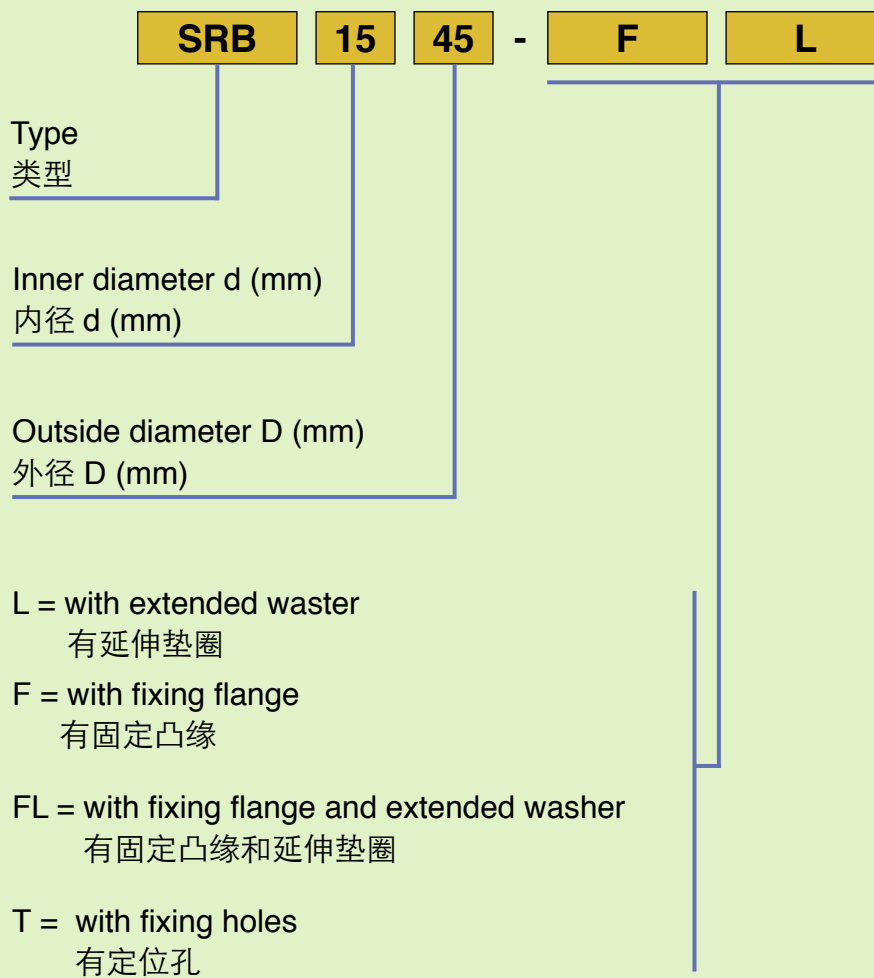 SRB 15 45 - F L
Type
类型
Inner diameter d (mm)
内径 d (mm)
Outside diameter D (mm)
外径 D (mm)
L = with extended waster
有延伸垫圈
F = with fixing flange
有固定凸缘
FL = with fixing flange and extended washer
有固定凸缘和延伸垫圈
T = with fixing holes
有定位孔